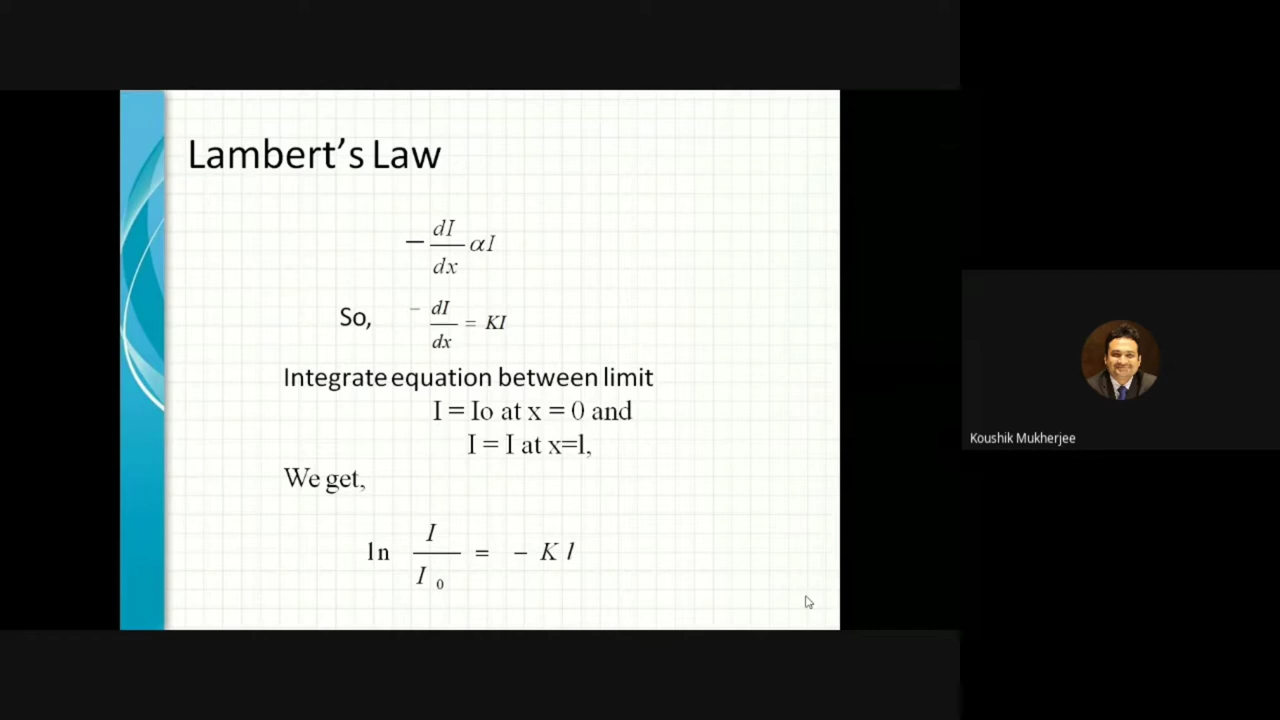 Lambert's Law
− dI/dx αI
So, − dI/dx = KI
Integrate equation between limit
I = Io at x = 0 and
I = I at x=l,
We get,
ln I/I 0 = − K l
Koushik Mukherjee